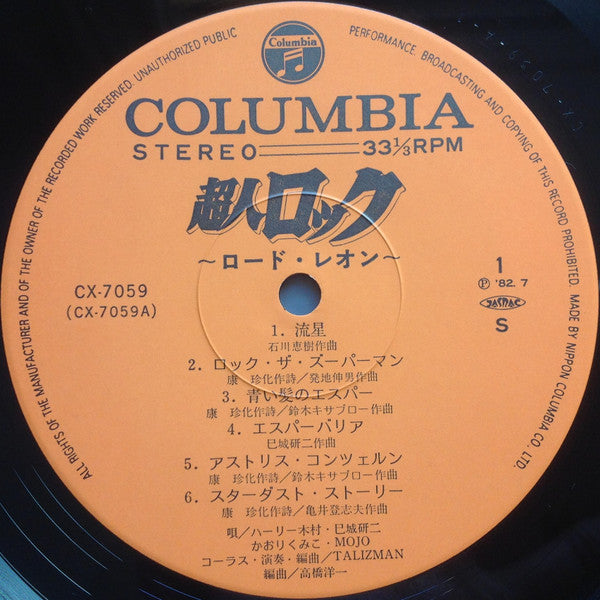 ALL RIGHTS OF THE MANUFACTURER AND OF THE OWNER OF THE RECORDED WORK RESERVED. UNAUTHORIZED PUBLIC PERFORMANCE, BROADCASTING AND COPYING OF THIS RECORD PROHIBITED. MADE BY NIPPON COLUMBIA CO. LTD.
Columbia
COLUMBIA
STEREO 33⅓RPM
超人ロック
～ロード・レオン～
CX-7059
(CX-7059A)
1
Ⓟ '82.7
JASRAC
S
1. 流星
石川恵樹作曲
2. ロック・ザ・スーパーマン
康 珍化作詩／発地伸男作曲
3. 青い髪のエスパー
康 珍化作詩／鈴木キサブロー作曲
4. エスパーバリア
巳城研二作曲
5. アストリス・コンツェルン
康 珍化作詩／鈴木キサブロー作曲
6. スターダスト・ストーリー
康 珍化作詩／亀井登志夫作曲
唄／ハーリー木村・巳城研二
かおりくみこ・MOJO
コーラス・演奏・編曲／TALIZMAN
編曲／高橋洋一